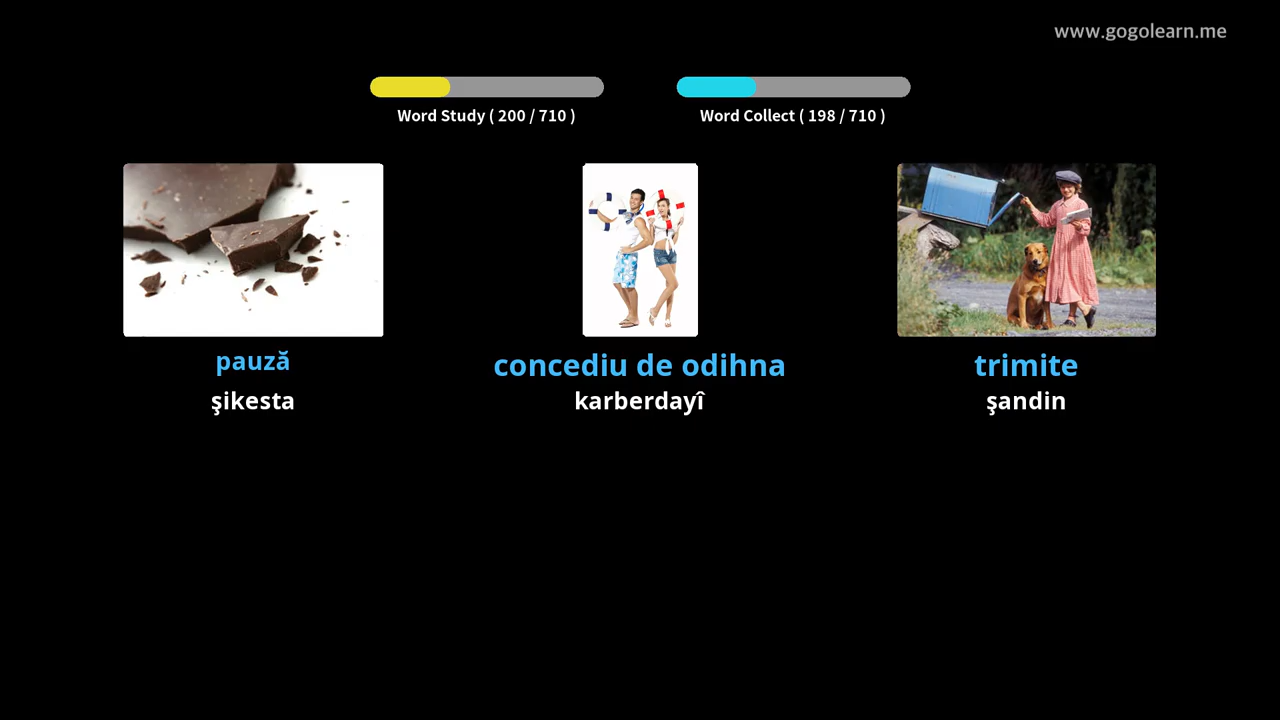 www.gogolearn.me
Word Study ( 200 / 710 )
Word Collect ( 198 / 710 )
pauză
şikesta
concediu de odihna
karberdayî
trimite
şandin